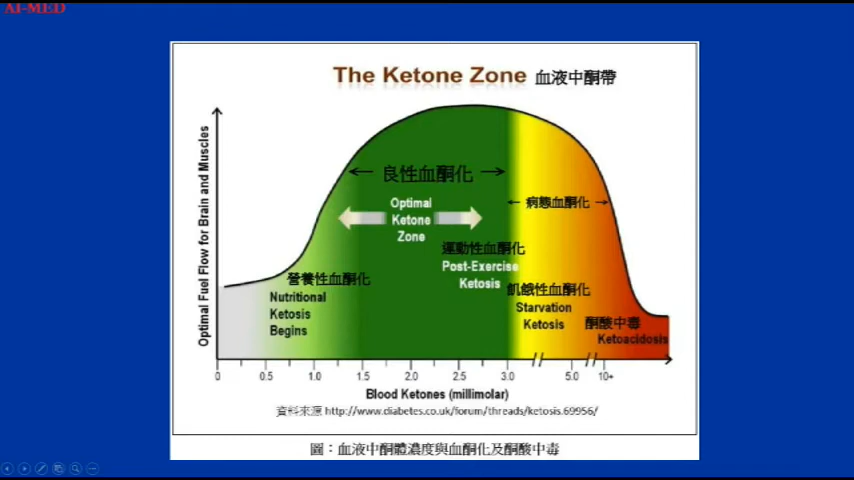 AI-MED
The Ketone Zone 血液中酮帶
Optimal Fuel Flow for Brain and Muscles
良性血酮化
Optimal
Ketone
Zone
病態血酮化
運動性血酮化
Post-Exercise
Ketosis
營養性血酮化
Nutritional
Ketosis
Begins
飢餓性血酮化
Starvation
Ketosis
酮酸中毒
Ketoacidosis
0 0.5 1.0 1.5 2.0 2.5 3.0 5.0 10+
Blood Ketones (millimolar)
資料來源 http://www.diabetes.co.uk/forum/threads/ketosis.69956/
圖：血液中酮體濃度與血酮化及酮酸中毒